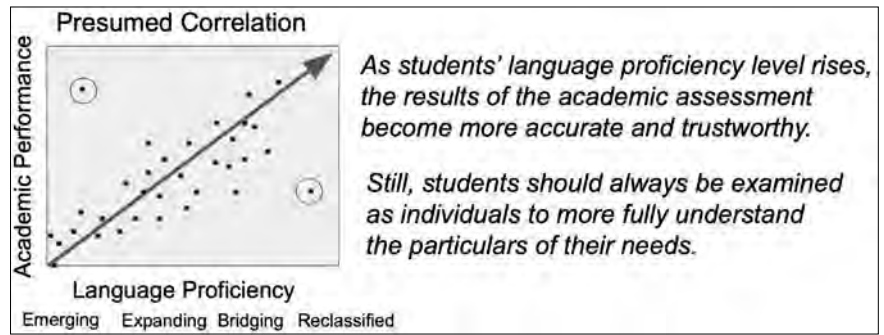 Presumed Correlation
Academic Performance
As students' language proficiency level rises,
the results of the academic assessment
become more accurate and trustworthy.
Still, students should always be examined
as individuals to more fully understand
the particulars of their needs.
Language Proficiency
Emerging Expanding Bridging Reclassified